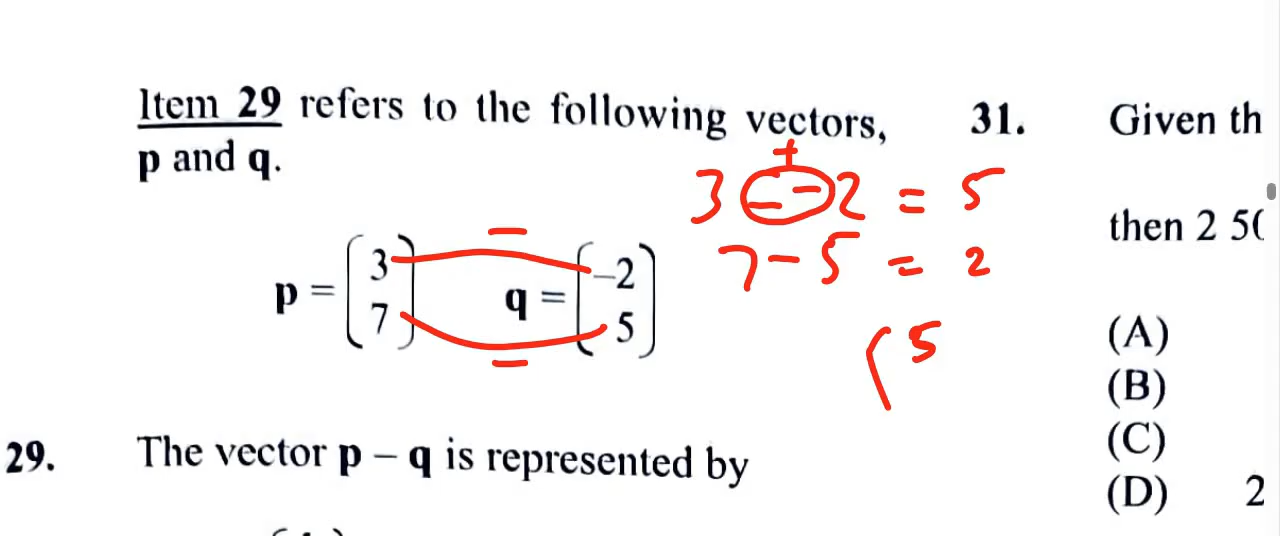 Item 29 refers to the following vectors,
p and q.
p = ( 3 7 ) q = ( –2 5 )
3 - - 2 = 5
+
7 - 5 = 2
( 5
29. The vector p – q is represented by
31. Given th
then 2 5
(A)
(B)
(C)
(D) 2